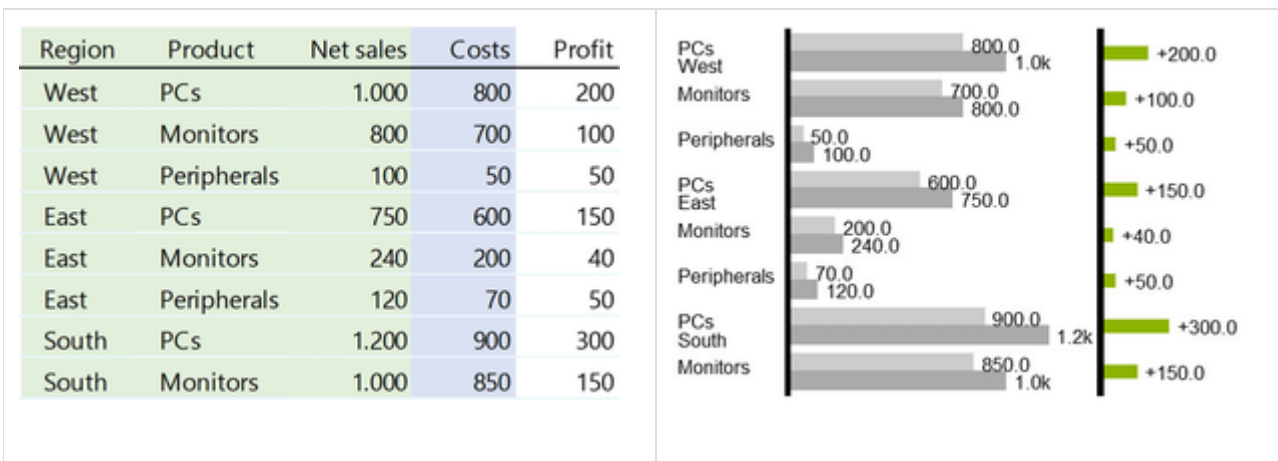 Region Product Net sales Costs Profit
West PCs 1.000 800 200
West Monitors 800 700 100
West Peripherals 100 50 50
East PCs 750 600 150
East Monitors 240 200 40
East Peripherals 120 70 50
South PCs 1.200 900 300
South Monitors 1.000 850 150
PCs 800.0
West 1.0k +200.0
Monitors 700.0
800.0 +100.0
Peripherals 50.0
100.0 +50.0
PCs 600.0
East 750.0 +150.0
Monitors 200.0
240.0 +40.0
Peripherals 70.0
120.0 +50.0
PCs 900.0
South 1.2k +300.0
Monitors 850.0
1.0k +150.0